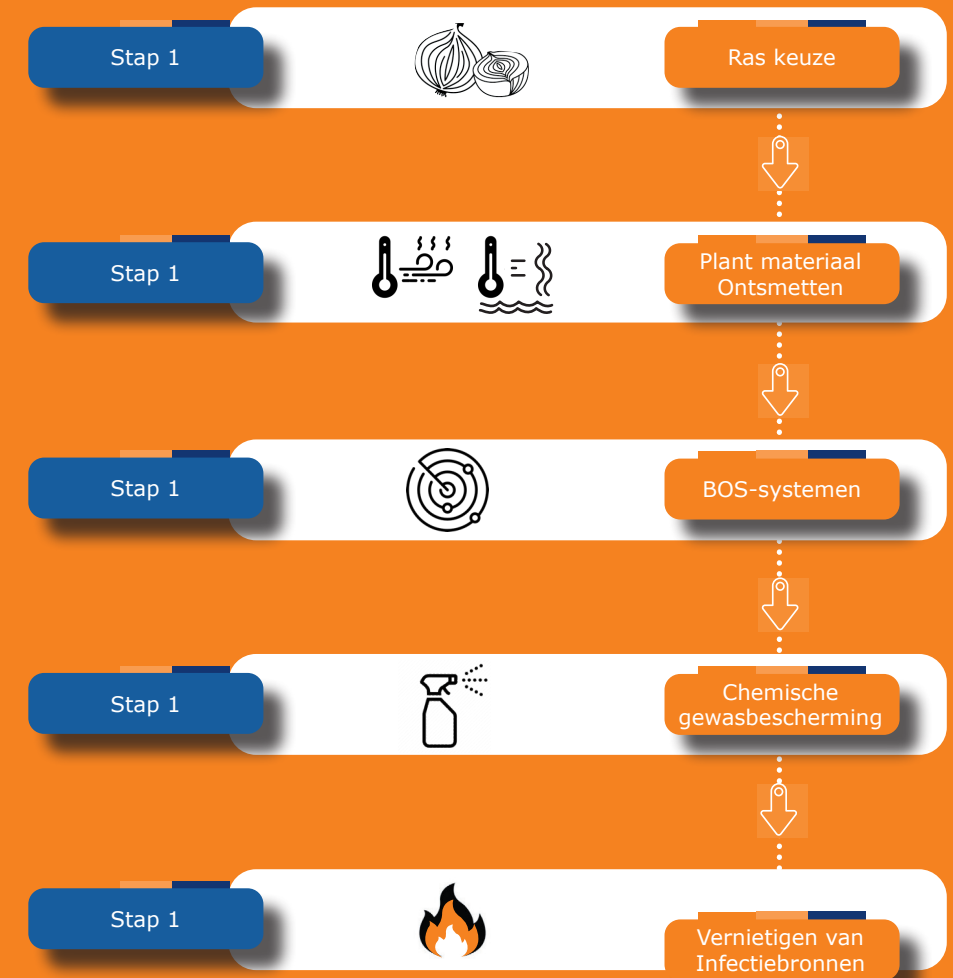 Stap 1
Ras keuze
Stap 1
Plant materiaal
Ontsmetten
Stap 1
BOS-systemen
Stap 1
Chemische
gewasbescherming
Stap 1
Vernietigen van
Infectiebronnen